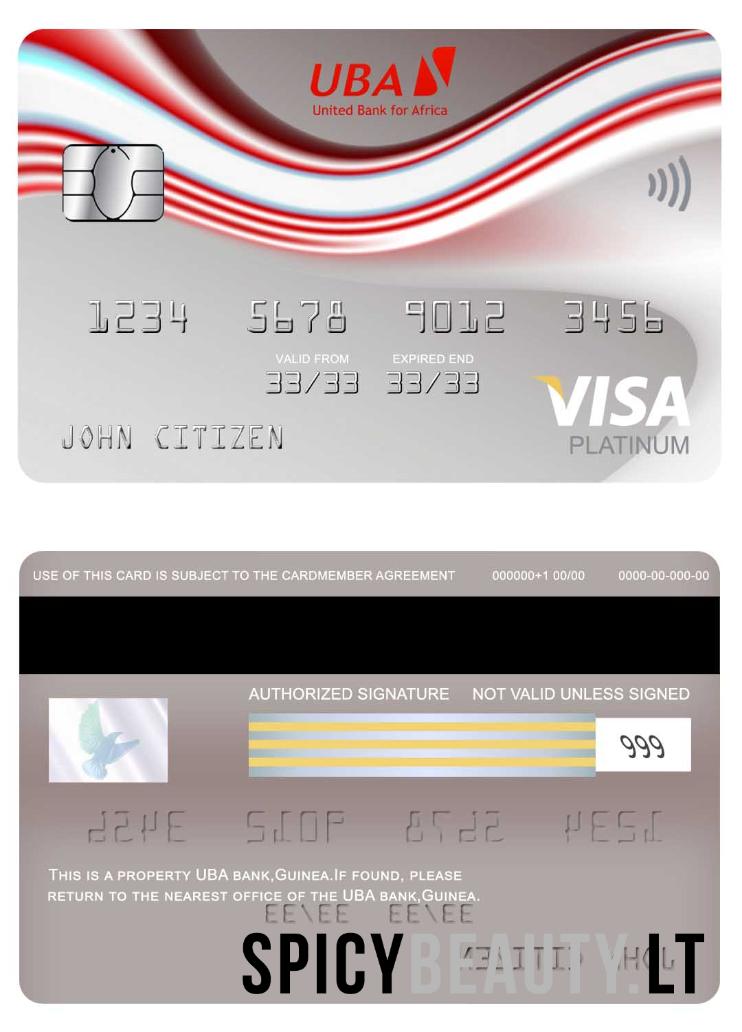 UBA
United Bank for Africa
1234 5678 9012 3456
VALID FROM EXPIRED END
33/33 33/33
JOHN CITIZEN
VISA
PLATINUM
USE OF THIS CARD IS SUBJECT TO THE CARDMEMBER AGREEMENT 000000+1 00/00 0000-00-000-00
AUTHORIZED SIGNATURE NOT VALID UNLESS SIGNED
999
THIS IS A PROPERTY UBA BANK,GUINEA.IF FOUND, PLEASE
RETURN TO THE NEAREST OFFICE OF THE UBA BANK,GUINEA.
SPICYBEAUTY.LT